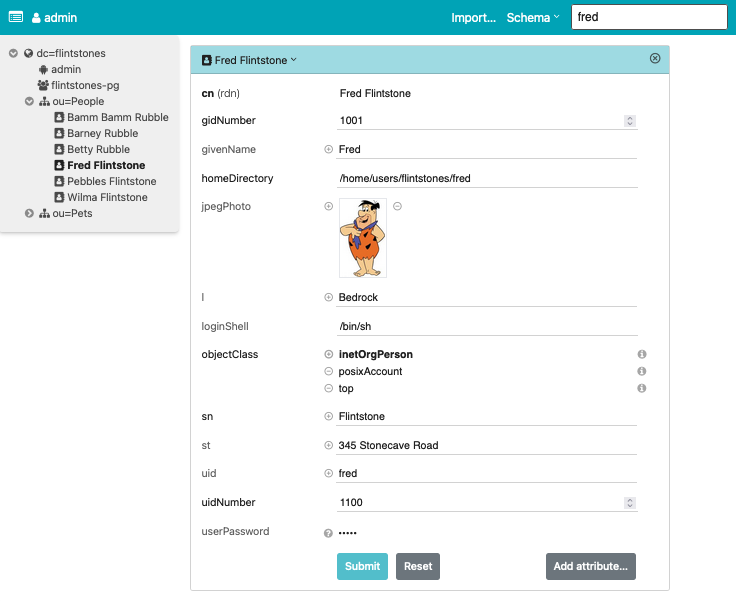 admin
Import... Schema fred
dc=flintstones
admin
flintstones-pg
ou=People
Bamm Bamm Rubble
Barney Rubble
Betty Rubble
Fred Flintstone
Pebbles Flintstone
Wilma Flintstone
ou=Pets
Fred Flintstone
cn (rdn) Fred Flintstone
gidNumber 1001
givenName Fred
homeDirectory /home/users/flintstones/fred
jpegPhoto
l Bedrock
loginShell /bin/sh
objectClass inetOrgPerson
posixAccount
top
sn Flintstone
st 345 Stonecave Road
uid fred
uidNumber 1100
userPassword •••••
Submit Reset Add attribute...